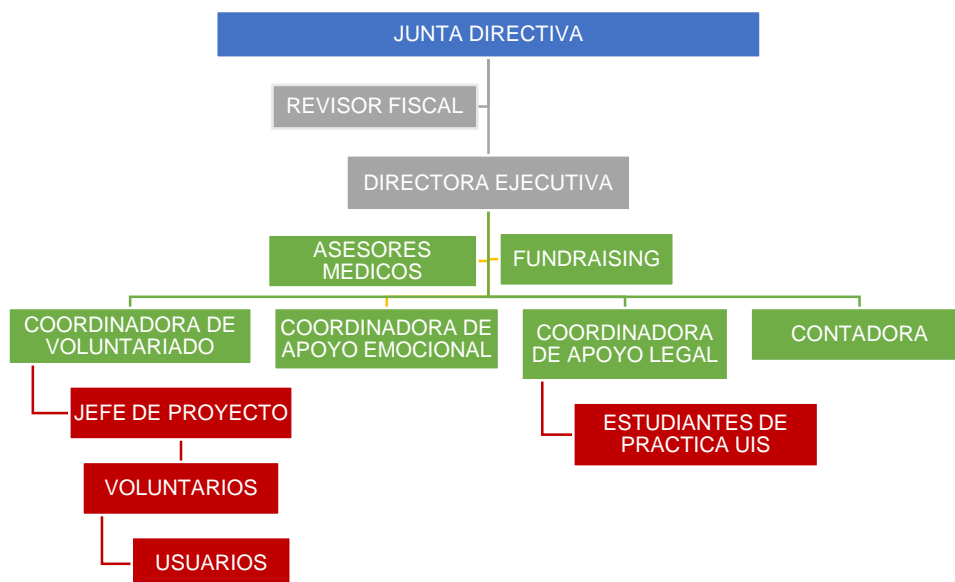 JUNTA DIRECTIVA
REVISOR FISCAL
DIRECTORA EJECUTIVA
ASESORES
MEDICOS
FUNDRAISING
COORDINADORA DE
VOLUNTARIADO
COORDINADORA DE
APOYO EMOCIONAL
COORDINADORA
DE APOYO LEGAL
CONTADORA
JEFE DE PROYECTO
ESTUDIANTES DE
PRACTICA UIS
VOLUNTARIOS
USUARIOS